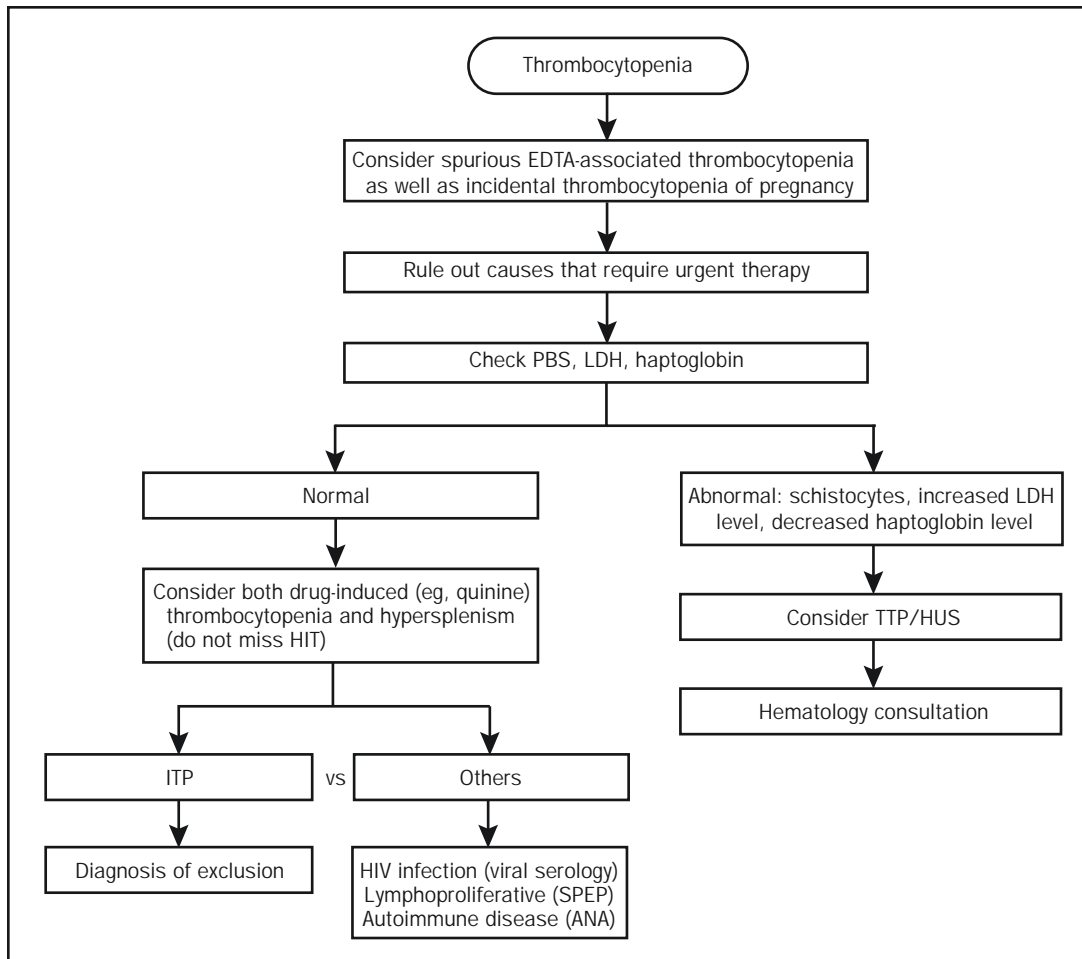 Thrombocytopenia
Consider spurious EDTA-associated thrombocytopenia
as well as incidental thrombocytopenia of pregnancy
Rule out causes that require urgent therapy
Check PBS, LDH, haptoglobin
Normal
Abnormal: schistocytes, increased LDH
level, decreased haptoglobin level
Consider both drug-induced (eg, quinine)
thrombocytopenia and hypersplenism
(do not miss HIT)
Consider TTP/HUS
Hematology consultation
ITP
vs
Others
Diagnosis of exclusion
HIV infection (viral serology)
Lymphoproliferative (SPEP)
Autoimmune disease (ANA)